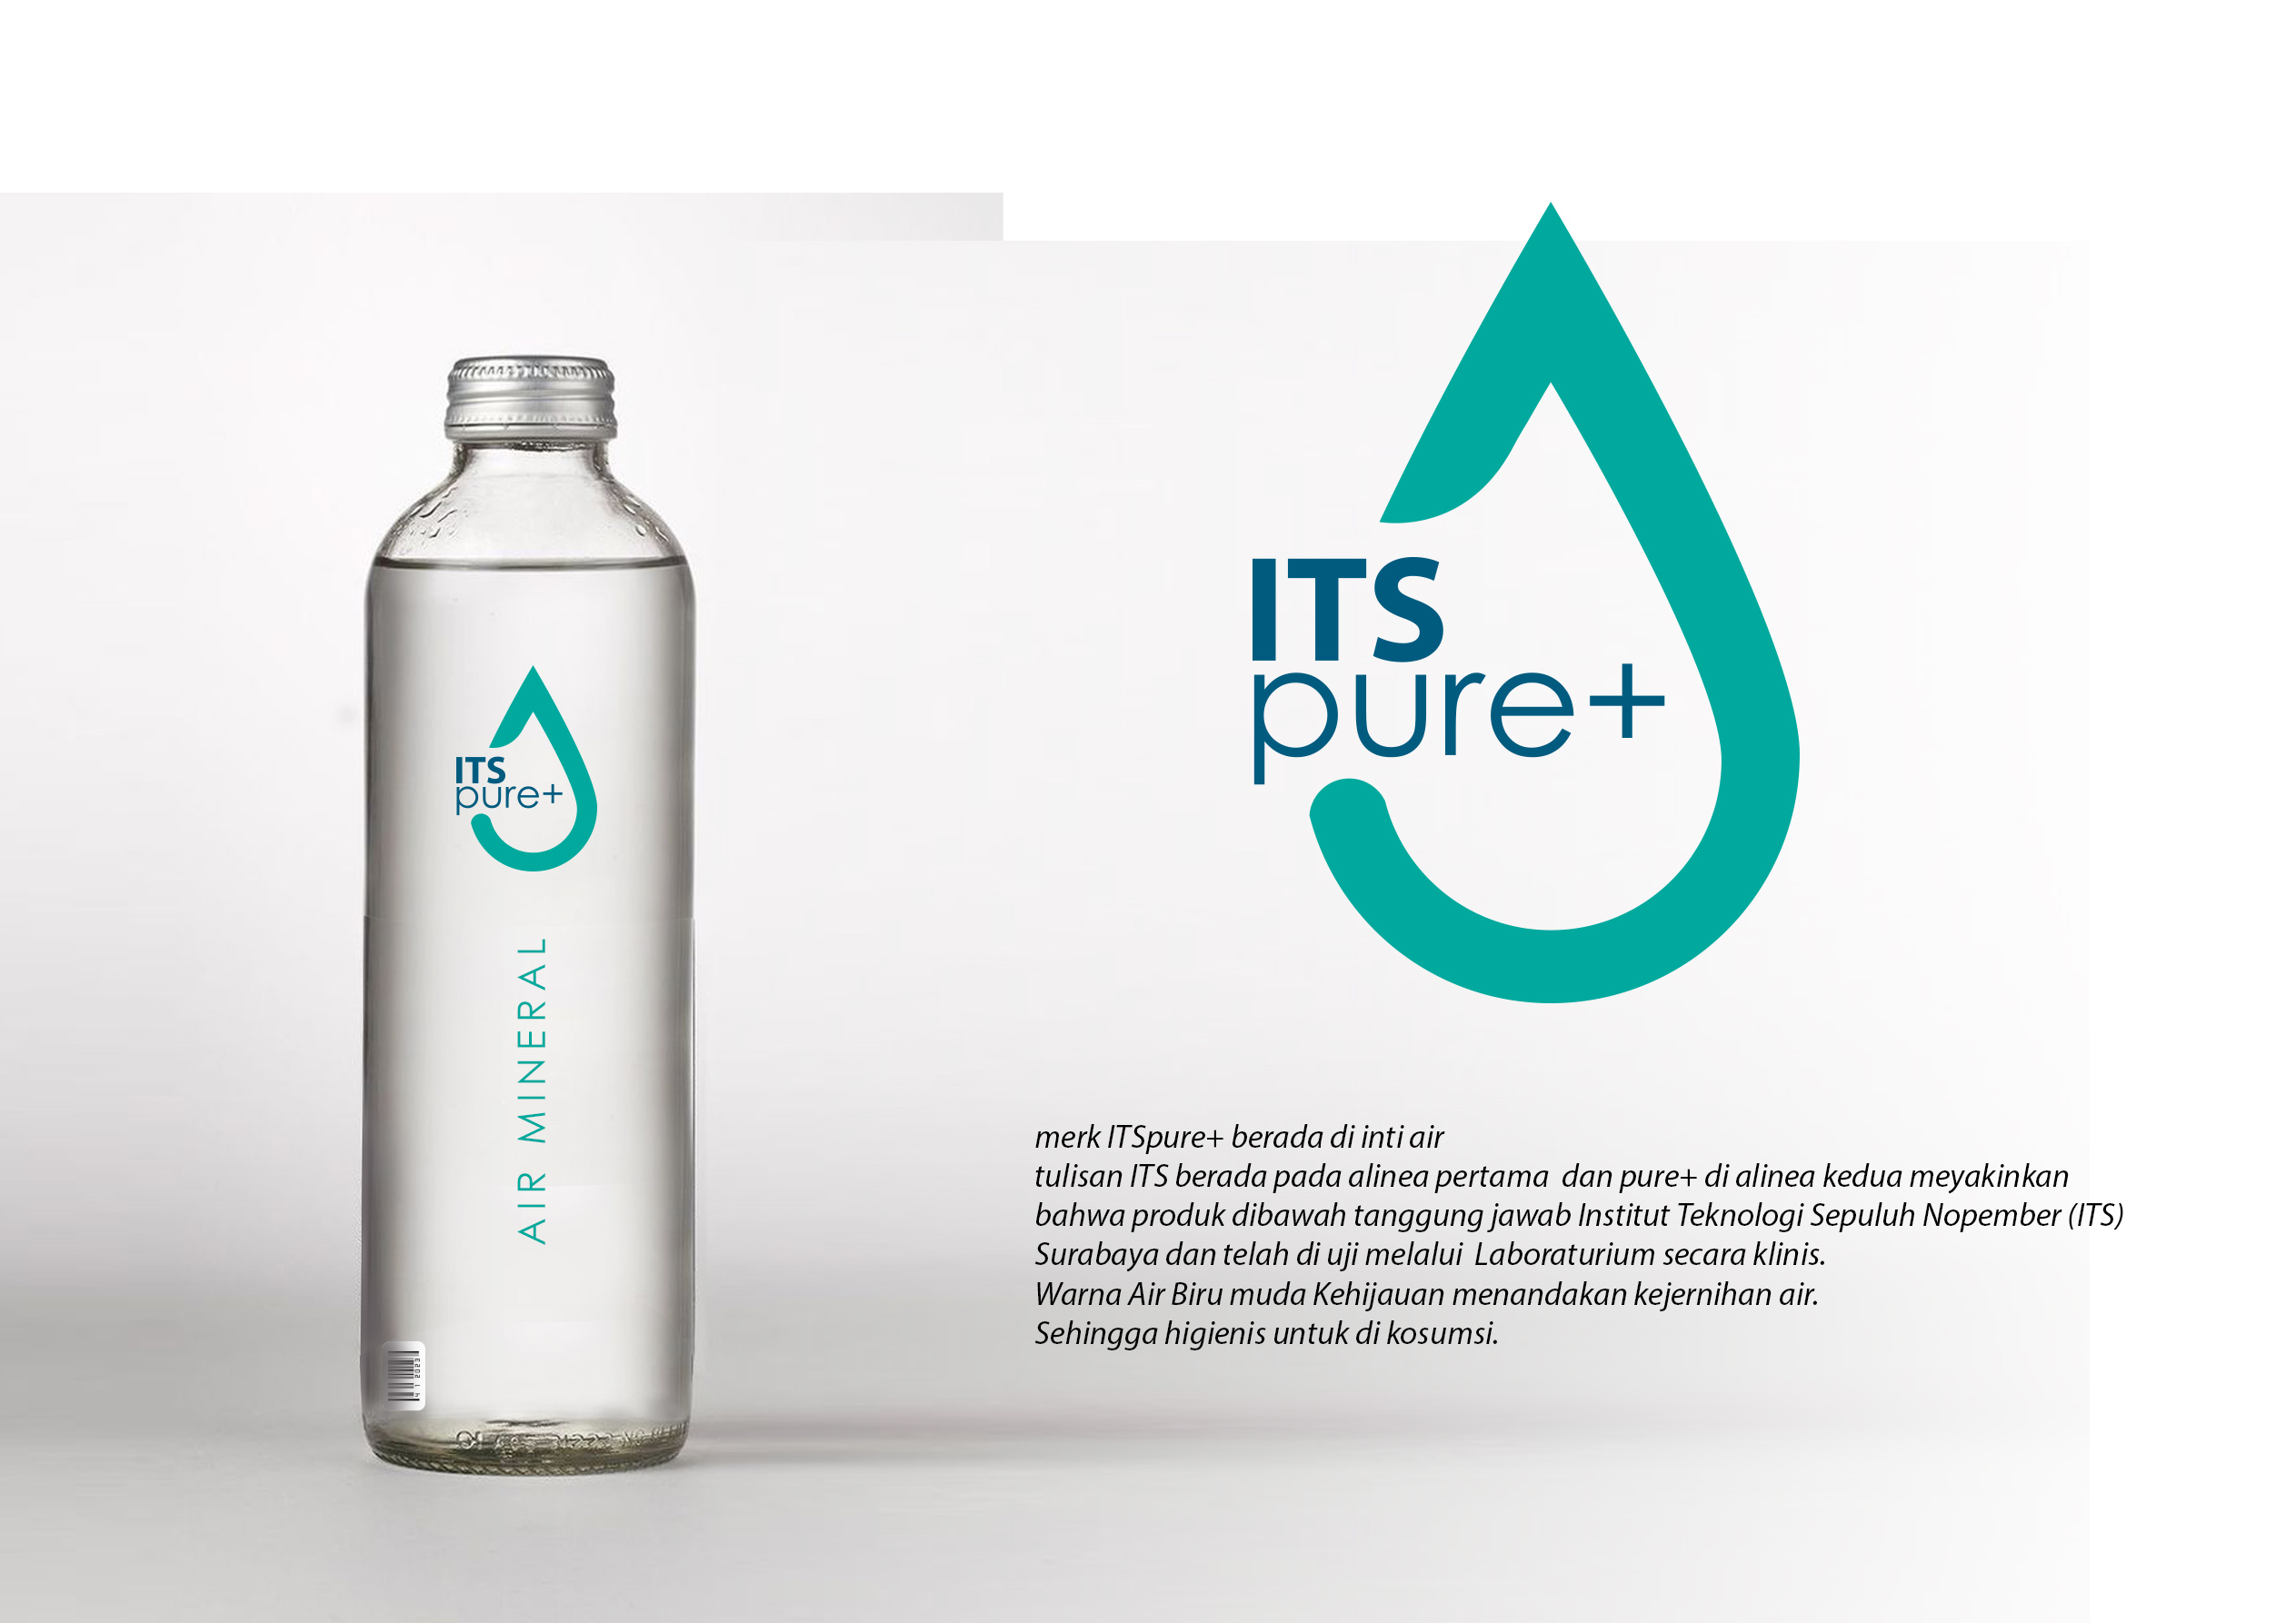 ITS
pure+
AIR MINERAL
ITS
pure+
merk ITSpure+ berada di inti air
tulisan ITS berada pada alinea pertama  dan pure+ di alinea kedua meyakinkan
bahwa produk dibawah tanggung jawab Institut Teknologi Sepuluh Nopember (ITS)
Surabaya dan telah di uji melalui  Laboraturium secara klinis.
Warna Air Biru muda Kehijauan menandakan kejernihan air.
Sehingga higienis untuk di kosumsi.